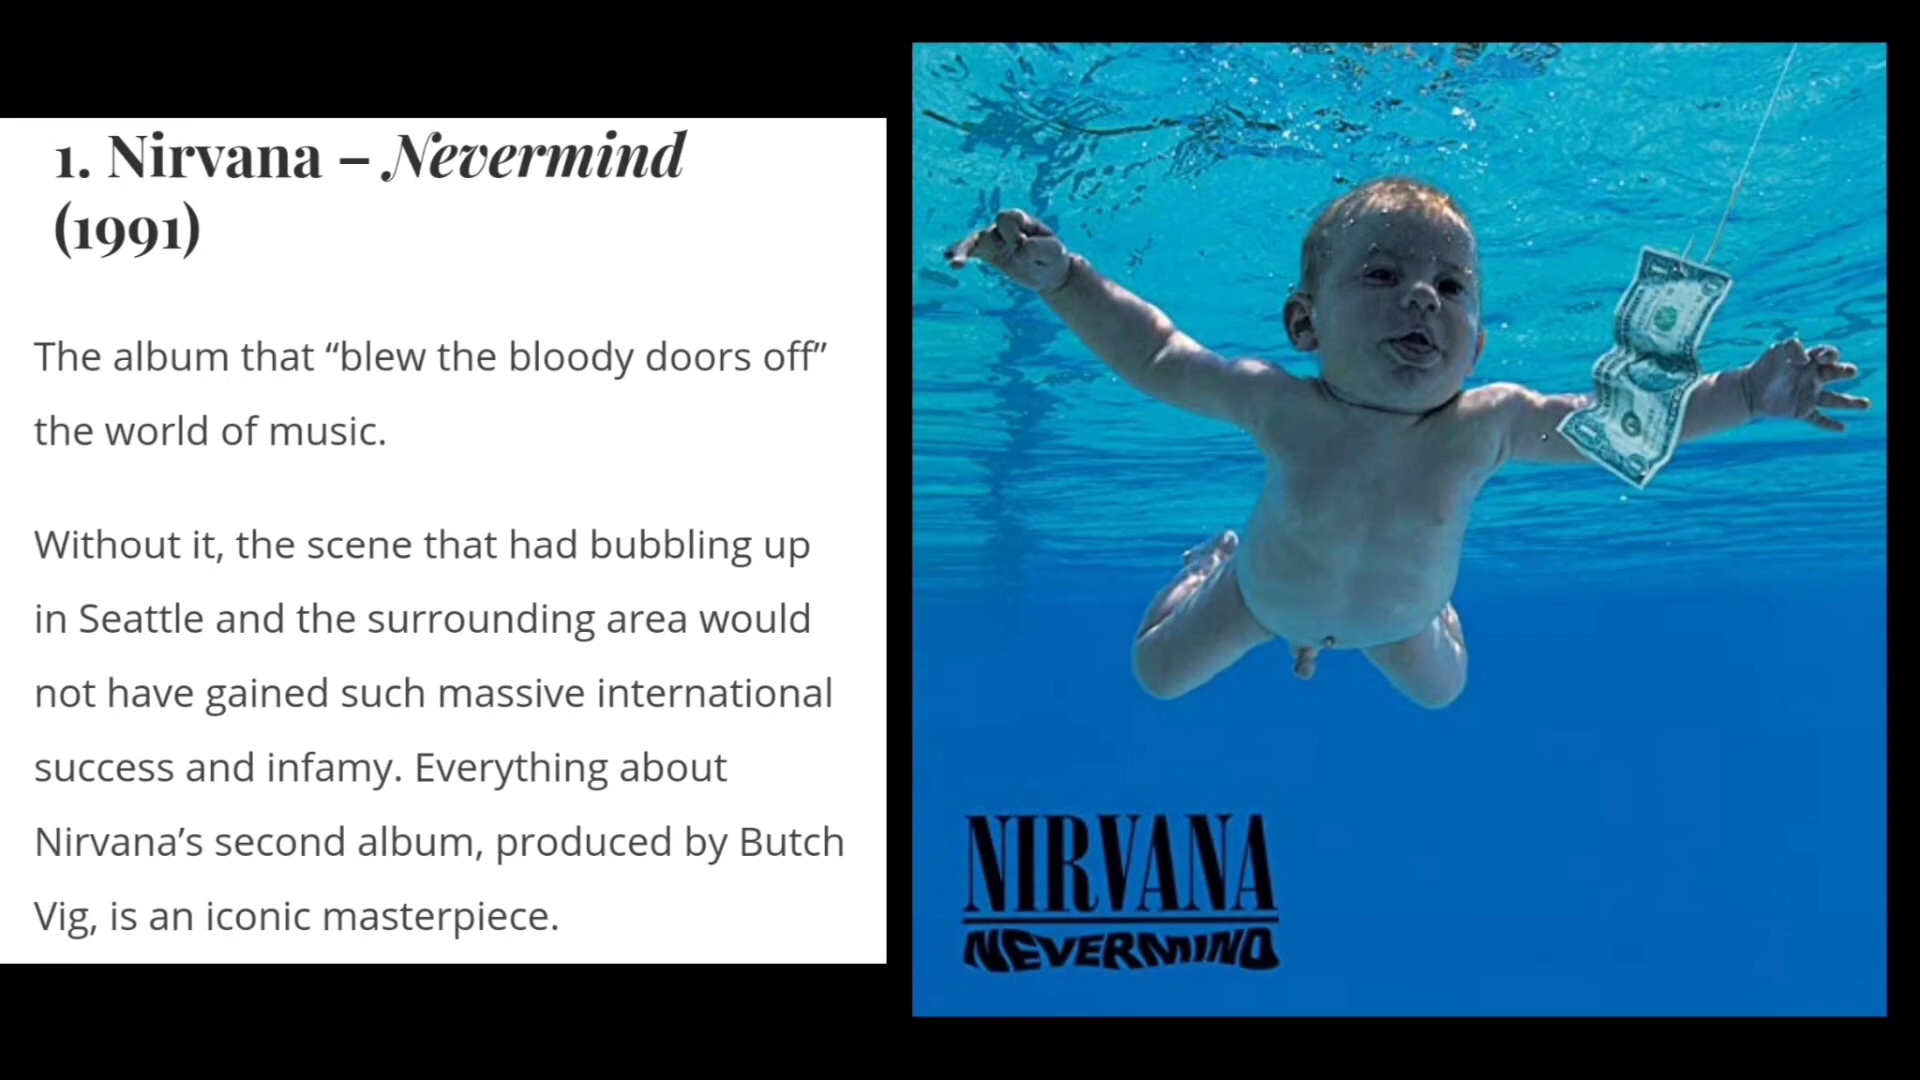 1. Nirvana – Nevermind
(1991)
The album that “blew the bloody doors off”
the world of music.
Without it, the scene that had bubbling up
in Seattle and the surrounding area would
not have gained such massive international
success and infamy. Everything about
Nirvana’s second album, produced by Butch
Vig, is an iconic masterpiece.
NIRVANA
NEVERMIND